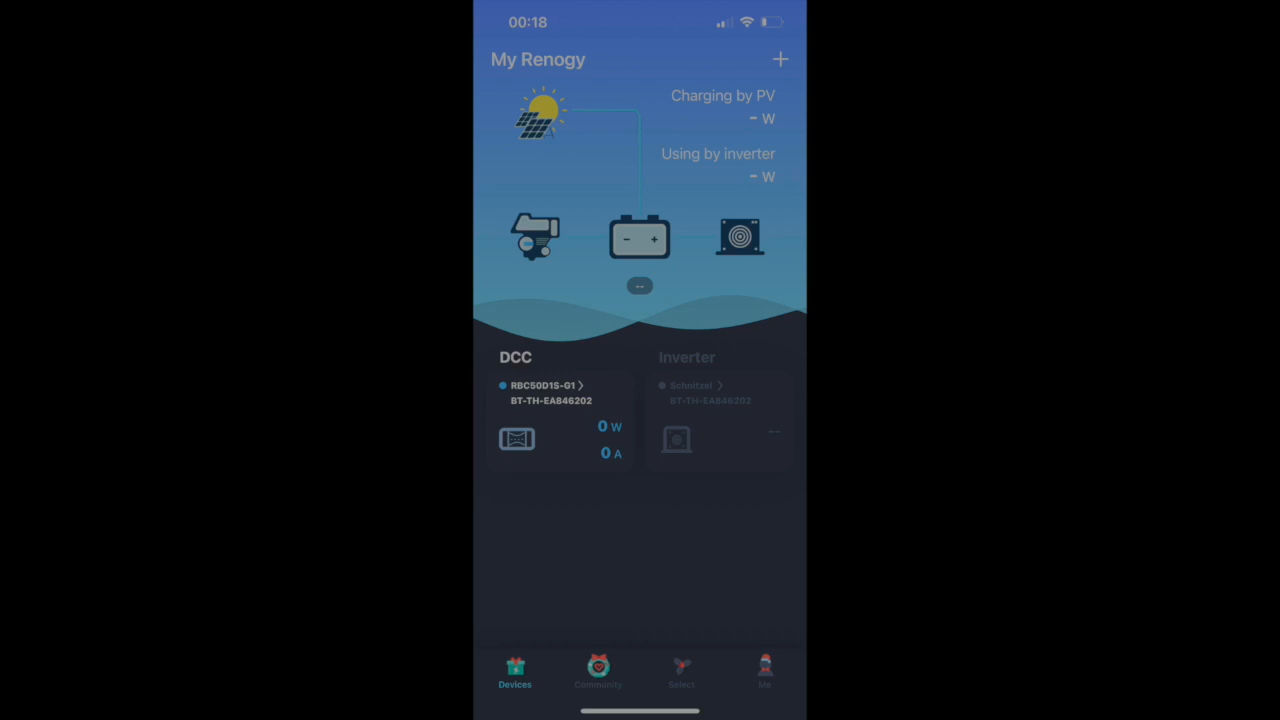 00:18
My Renogy
Charging by PV
- W
Using by inverter
- W
--
DCC
Inverter
RBC50D1S-G1 >
BT-TH-EA846202
Schnitzel >
BT-TH-EA846202
0 W
0 A
--
Devices
Community
Select
Me